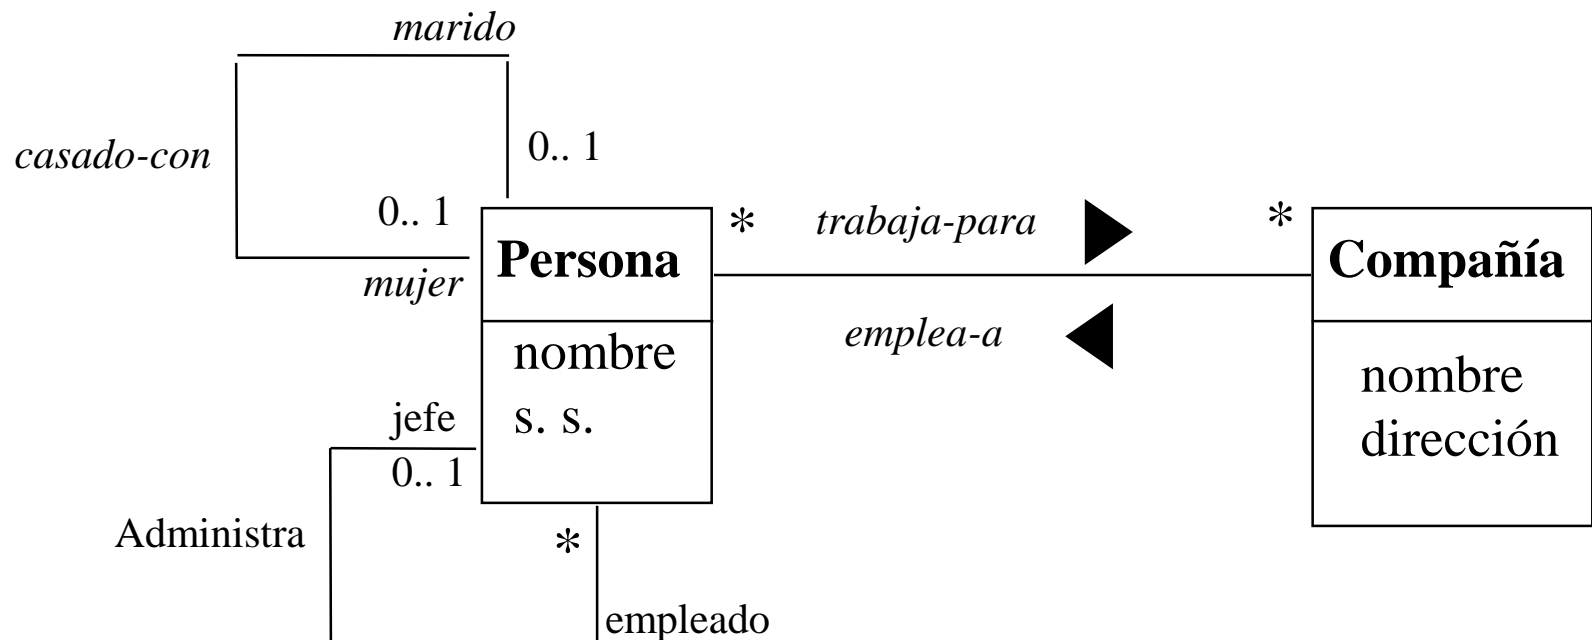 marido
casado-con
0.. 1
0.. 1
mujer
Persona
nombre
s. s.
*
trabaja-para
*
emplea-a
Compañía
nombre
dirección
jefe
0.. 1
Administra
*
empleado